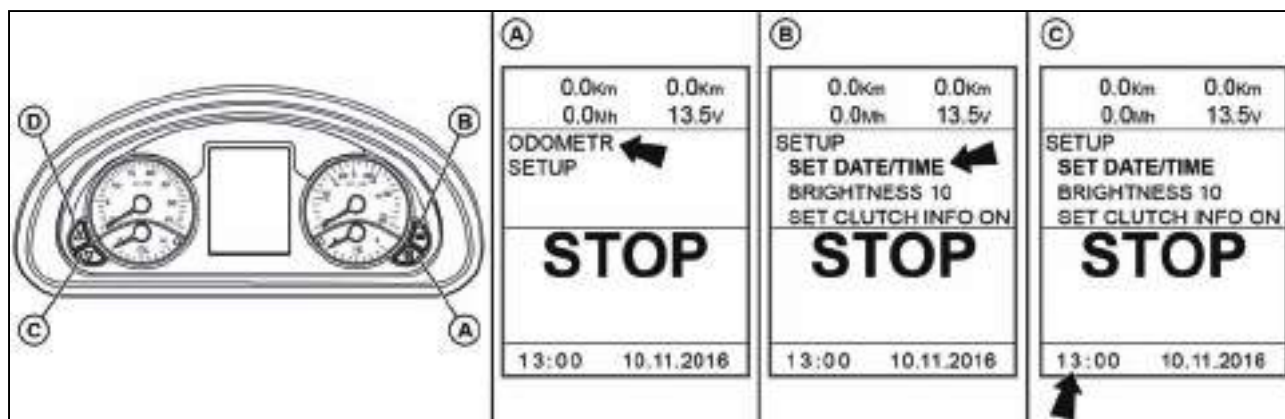 D
B
C
A
A
0.0Km 0.0Km
0.0Mh 13.5V
ODOMETR
SETUP
STOP
13:00 10.11.2016
B
0.0Km 0.0Km
0.0Mh 13.5V
SETUP
SET DATE/TIME
BRIGHTNESS 10
SET CLUTCH INFO ON
STOP
13:00 10.11.2016
C
0.0Km 0.0Km
0.0Mh 13.5V
SETUP
SET DATE/TIME
BRIGHTNESS 10
SET CLUTCH INFO ON
STOP
13:00 10.11.2016